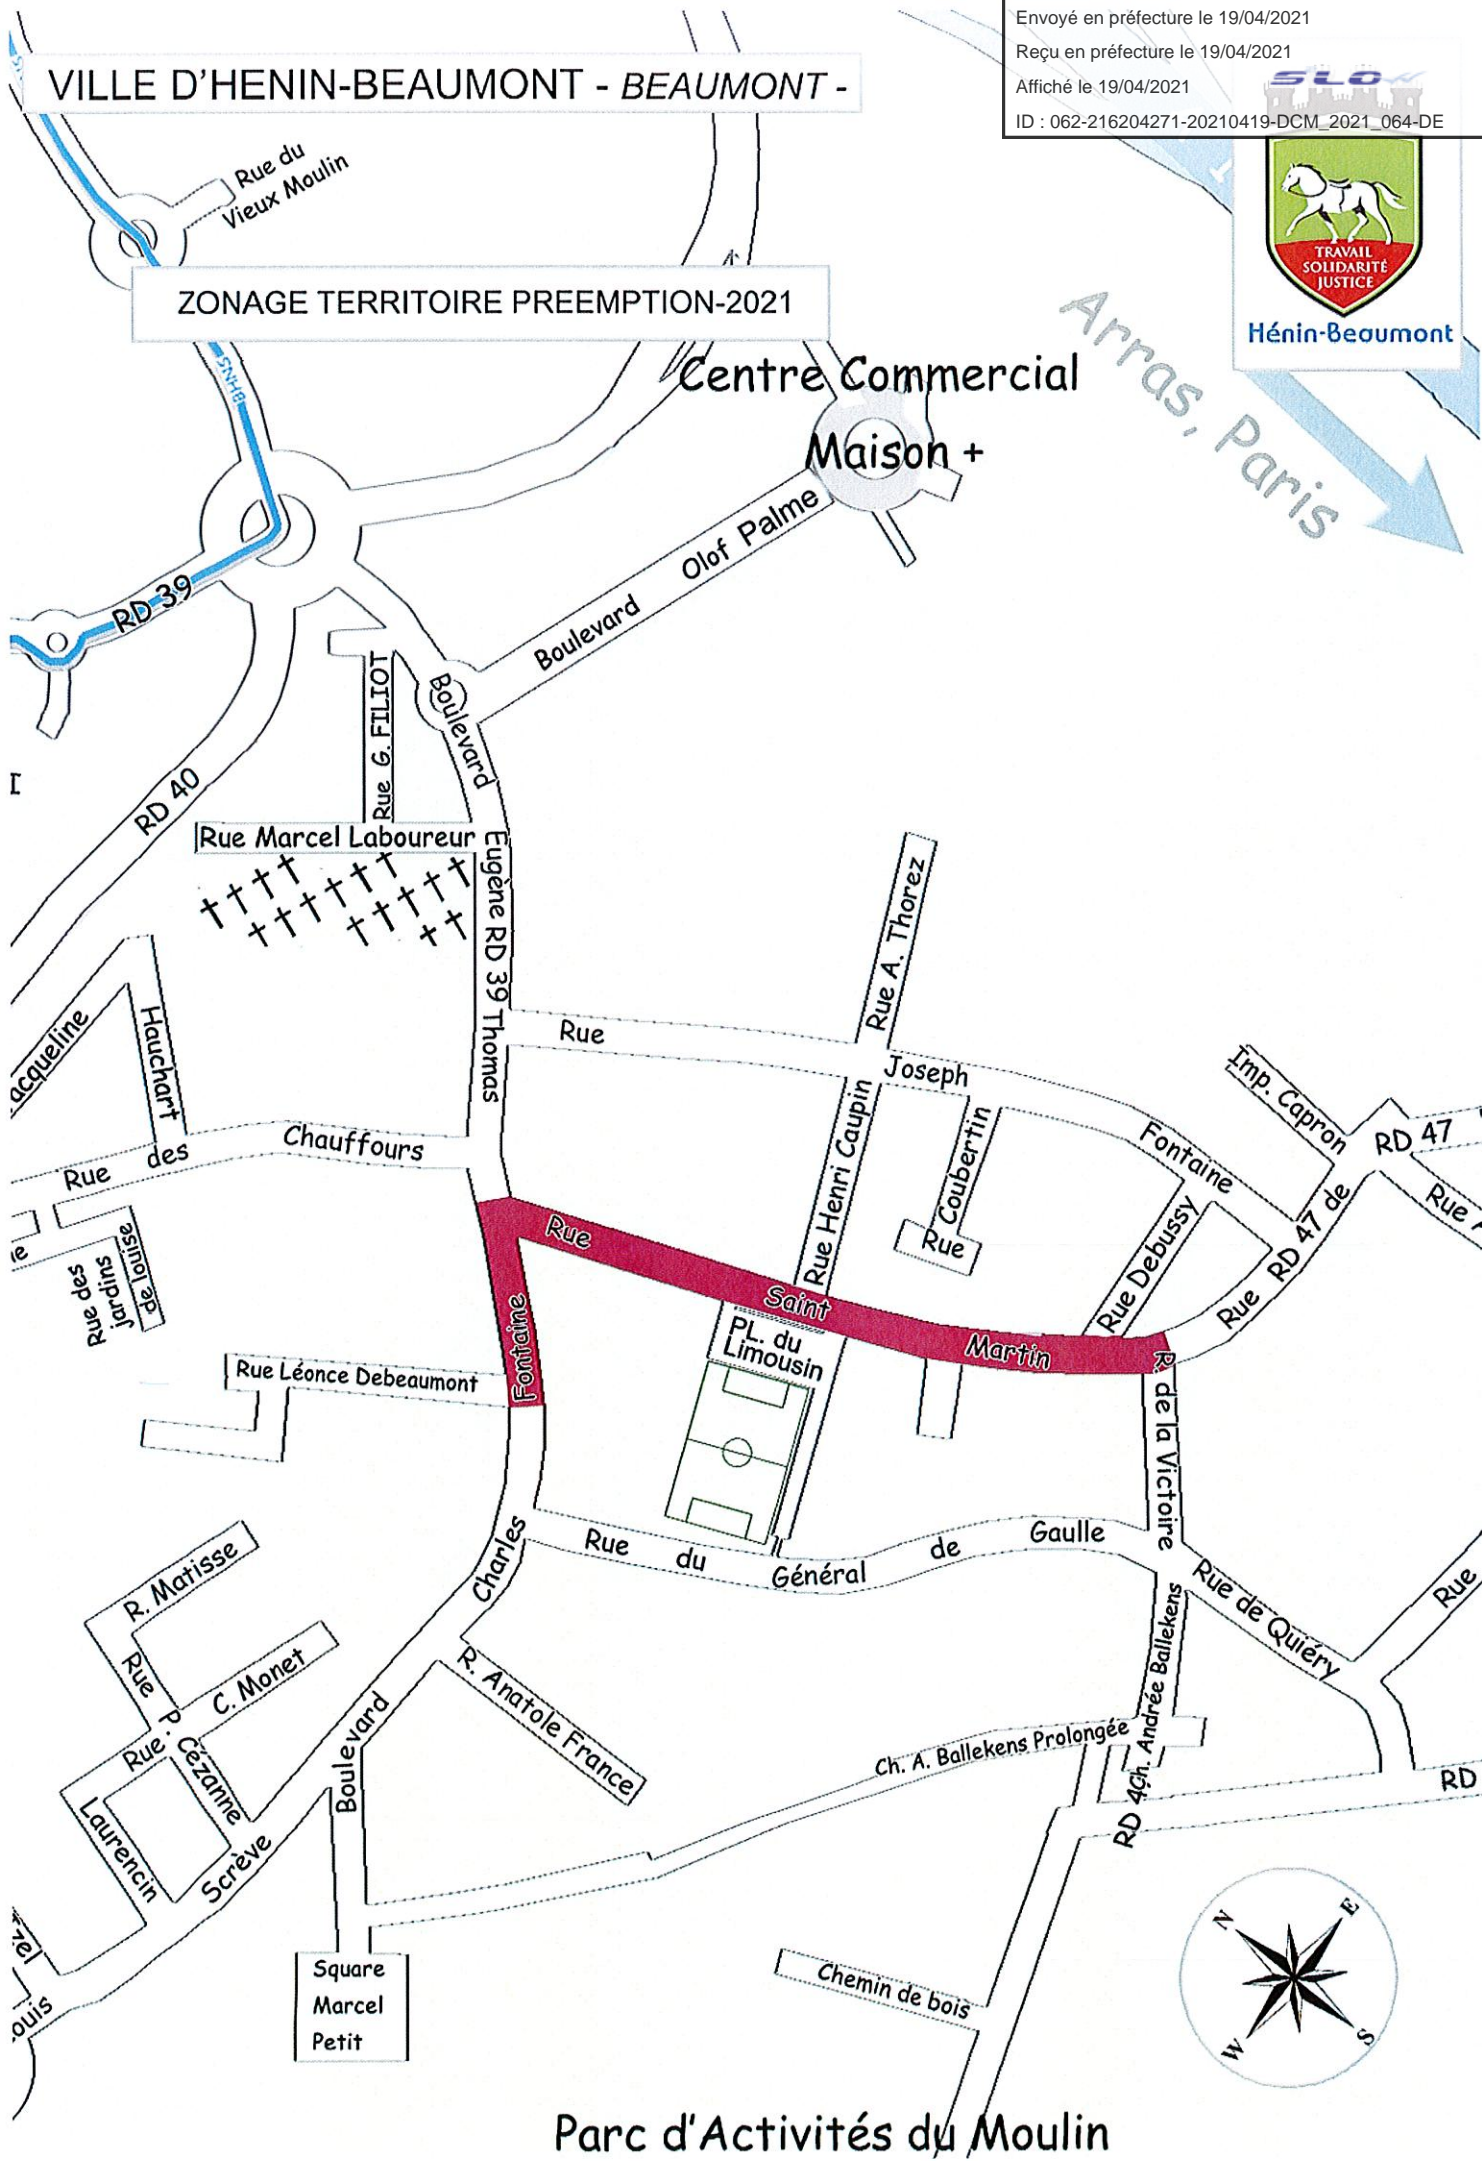 Envoyé en préfecture le 19/04/2021
Reçu en préfecture le 19/04/2021
Affiché le 19/04/2021
SLO
ID : 062-216204271-20210419-DCM_2021_064-DE
VILLE D'HENIN-BEAUMONT - BEAUMONT -
TRAVAIL
SOLIDARITÉ
JUSTICE
Hénin-Beaumont
Rue du
Vieux Moulin
ZONAGE TERRITOIRE PREEMPTION-2021
BHNS
Centre Commercial
Maison +
Arras, Paris
Boulevard Olof Palme
RD 39
Rue G. FILIOT
Boulevard
Eugène RD 39 Thomas
RD 40
Rue Marcel Laboureur
Rue A. Thorez
acqueline
Hauchart
Rue
Joseph
Fontaine
Imp. Capron
RD 47
Rue
Rue Henri Caupin
Coubertin
Rue
Rue des Chauffours
Rue des
jardins
de louise
Rue Debussy
Rue RD 47 de
Rue
Saint
Martin
Fontaine
PL. du
Limousin
Rue Léonce Debeaumont
R. de la Victoire
Charles
Rue du Général de Gaulle
Rue de Quiéry
Rue
R. Matisse
Rue P. Cézanne
Rue C. Monet
Laurencin
Scrève
Boulevard
R. Anatole France
Ch. Andrée Ballekens
Ch. A. Ballekens Prolongée
RD 40
RD
zel
ouis
Square
Marcel
Petit
Chemin de bois
N
E
W
S
Parc d'Activités du Moulin